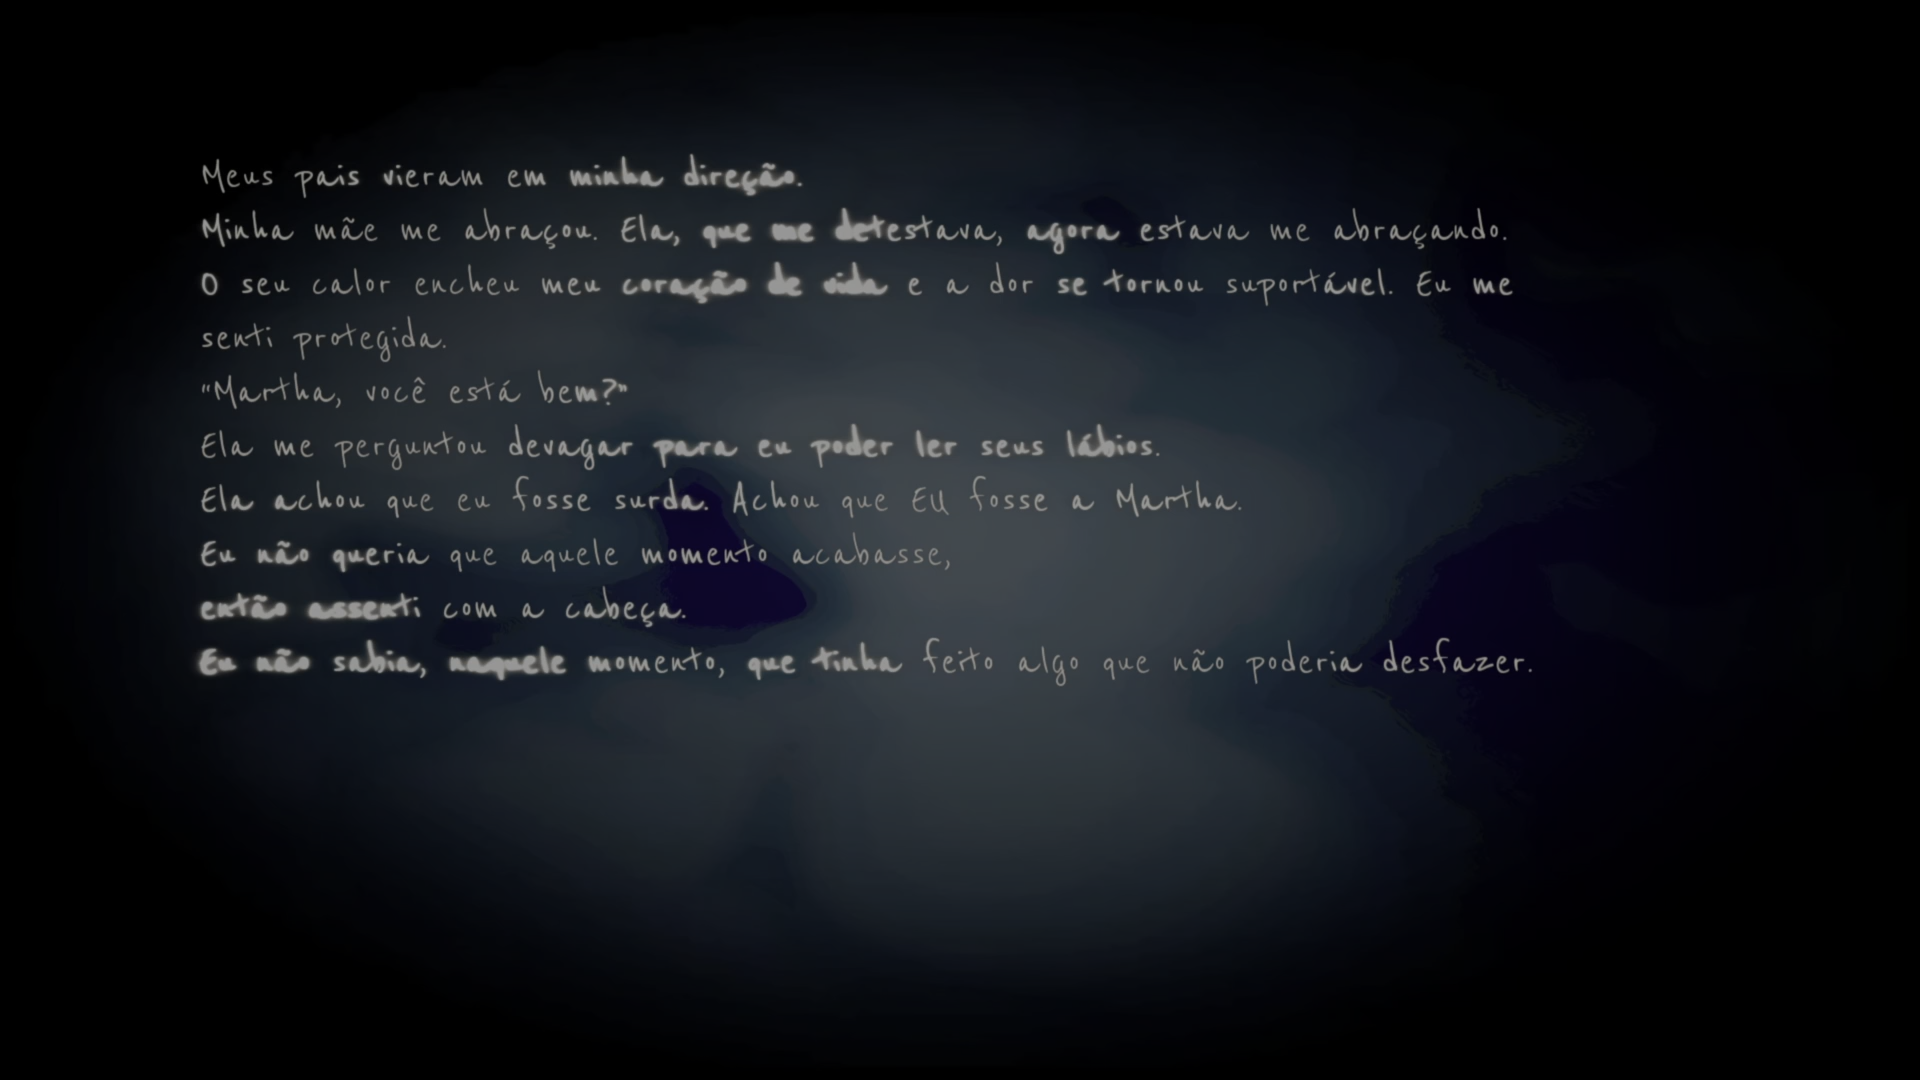 Meus pais vieram em minha direção.
Minha mãe me abraçou. Ela, que me detestava, agora estava me abraçando.
O seu calor encheu meu coração de vida e a dor se tornou suportável. Eu me
senti protegida.
"Martha, você está bem?"
Ela me perguntou devagar para eu poder ler seus lábios.
Ela achou que eu fosse surda. Achou que EU fosse a Martha.
Eu não queria que aquele momento acabasse,
então assenti com a cabeça.
Eu não sabia, naquele momento, que tinha feito algo que não poderia desfazer.